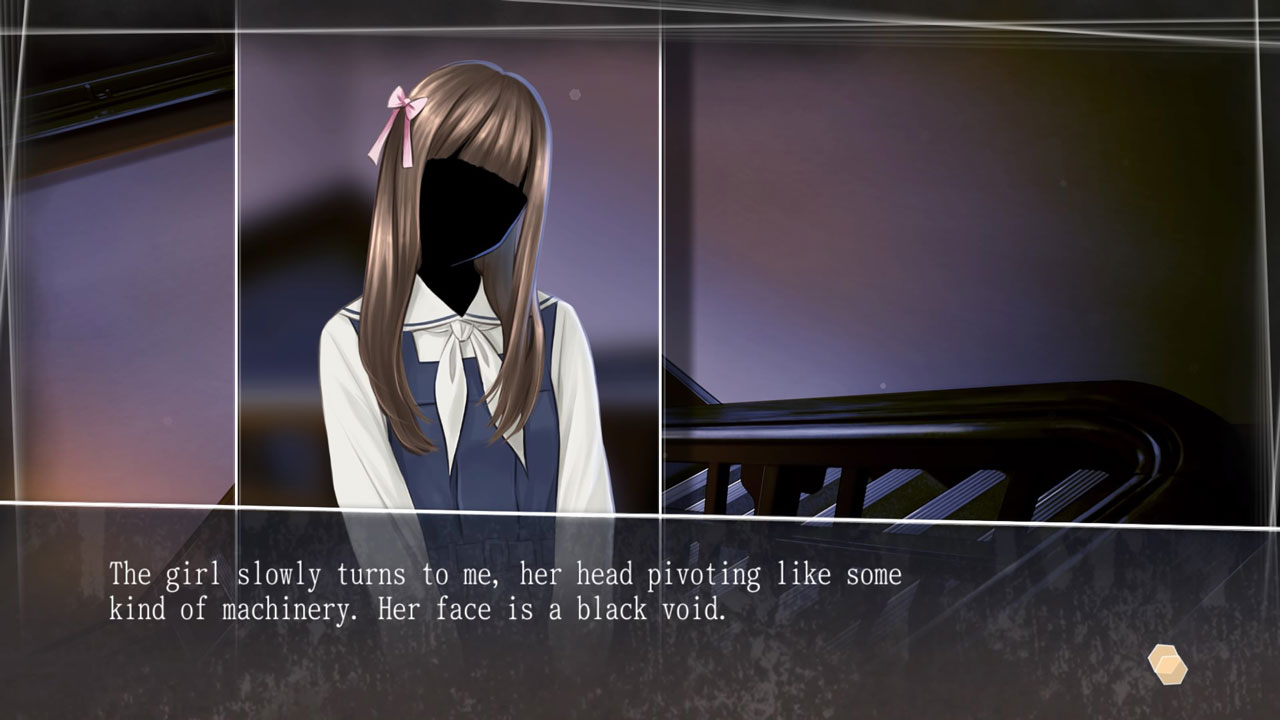 The girl slowly turns to me, her head pivoting like some
kind of machinery. Her face is a black void.